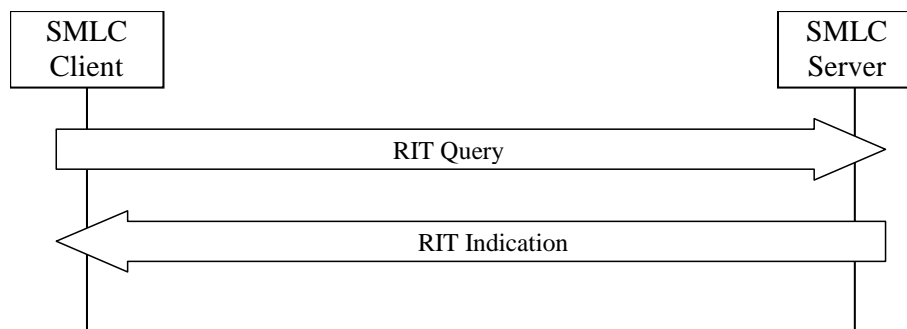 SMLC
Client
SMLC
Server
RIT Query
RIT Indication